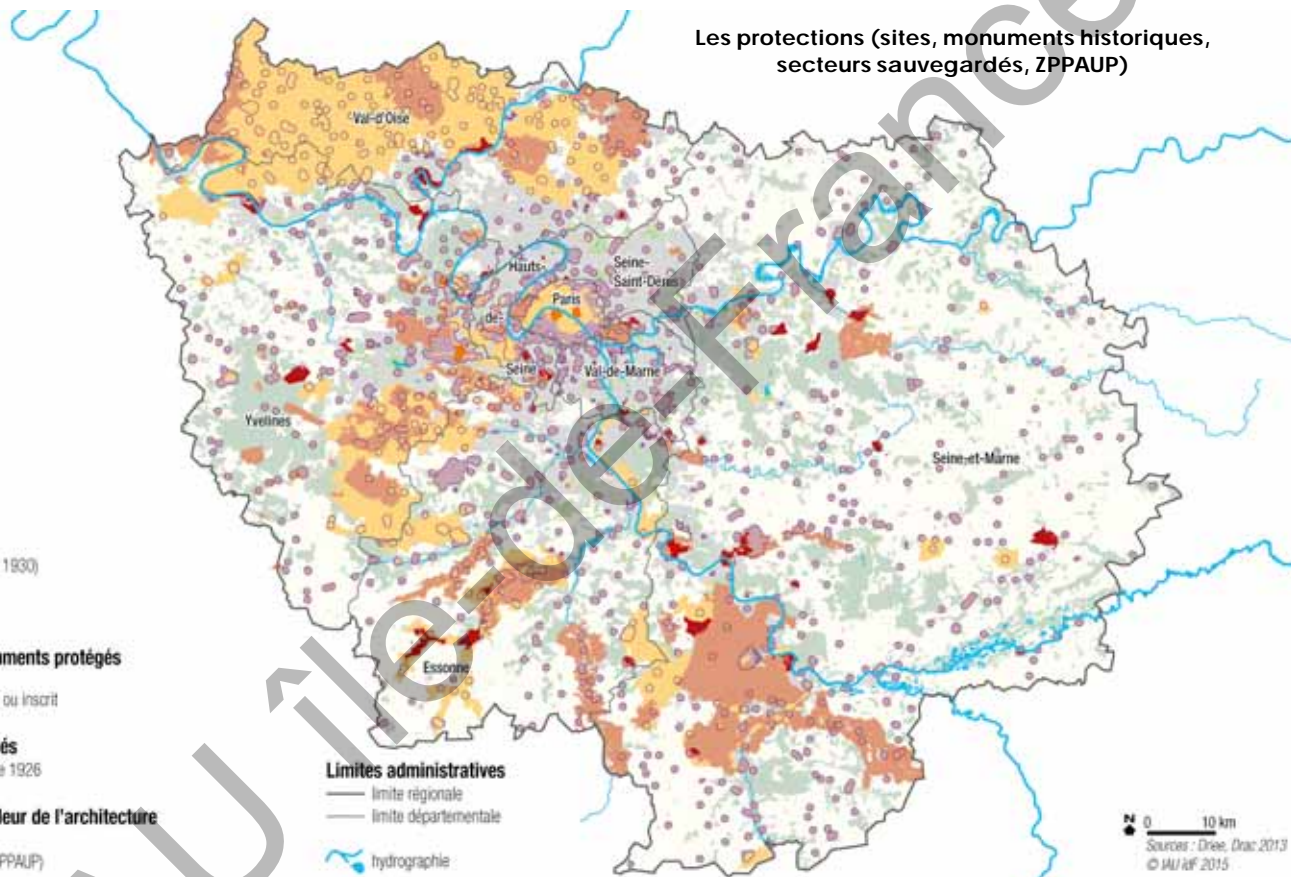 Les protections (sites, monuments historiques,
secteurs sauvegardés, ZPPAUP)
Val-d'Oise
Hauts-
Seine-
Saint-Denis
Paris
-de-
Seine
Val-de-Marne
Yvelines
Seine-et-Marne
Essonne
1930)
uments protégés
ou inscrit
és
e 1926
leur de l'architecture
PPAUP)
Limites administratives
limite régionale
limite départementale
hydrographie
N 0 10 km
Sources : Driee, Drac 2013
© IAU îdF 2015
AU Île-de-France